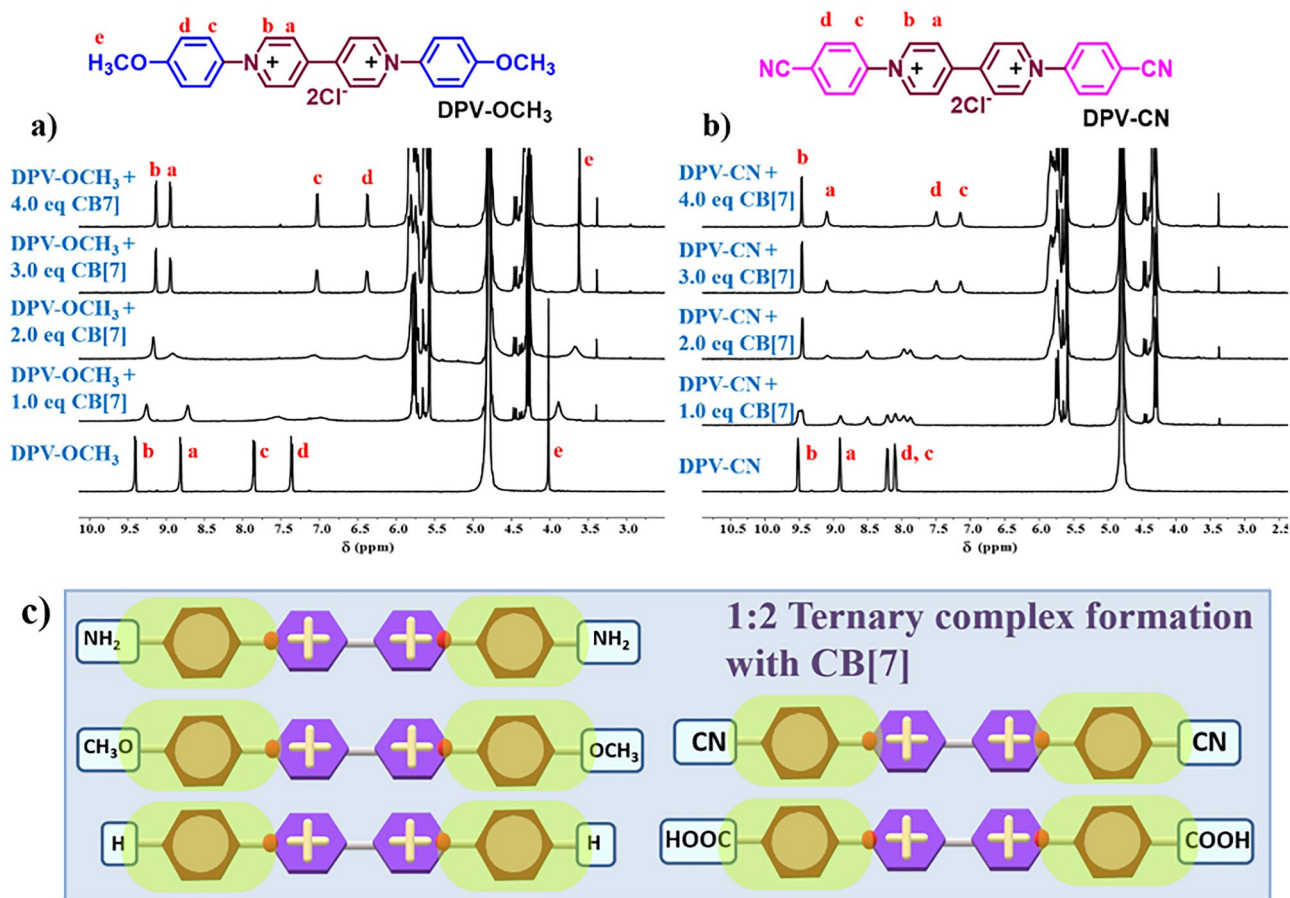 d c b a
e
H₃CO N + + N OCH₃
2Cl⁻
DPV-OCH₃
d c b a
NC N + + N CN
2Cl⁻
DPV-CN
a)
e
b a c d
DPV-OCH₃ +
4.0 eq CB7]
DPV-OCH₃ +
3.0 eq CB[7]
DPV-OCH₃ +
2.0 eq CB[7]
DPV-OCH₃ +
1.0 eq CB[7]
DPV-OCH₃ b a c d e
10.0 9.5 9.0 8.5 8.0 7.5 7.0 6.5 6.0 5.5 5.0 4.5 4.0 3.5 3.0
δ (ppm)
b)
b
a d c
DPV-CN +
4.0 eq CB[7]
DPV-CN +
3.0 eq CB[7]
DPV-CN +
2.0 eq CB[7]
DPV-CN +
1.0 eq CB[7]
DPV-CN b a d, c
10.5 9.5 9.0 8.5 8.0 7.5 7.0 6.5 6.0 5.5 5.0 4.5 4.0 3.5 3.0 2.5
δ (ppm)
c)
1:2 Ternary complex formation
with CB[7]
NH₂ NH₂
CH₃O OCH₃
H H
CN CN
HOOC COOH